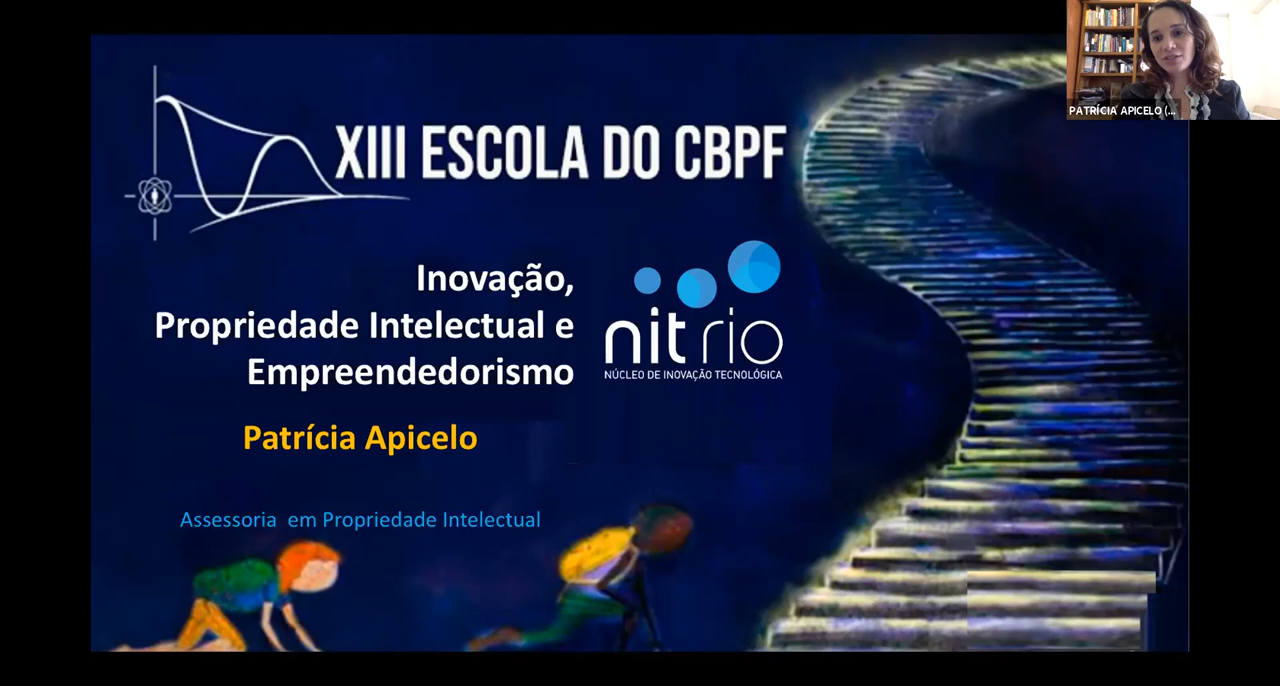 PATRÍCIA APICELO (...
XIII ESCOLA DO CBPF
Inovação,
Propriedade Intelectual e
Empreendedorismo
nit rio
NÚCLEO DE INOVAÇÃO TECNOLÓGICA
Patrícia Apicelo
Assessoria em Propriedade Intelectual